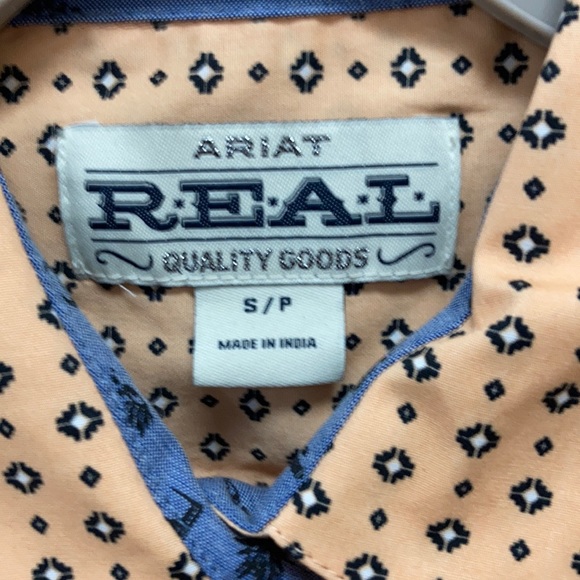 ARIAT
R·E·A·L·
QUALITY GOODS
S/P
MADE IN INDIA